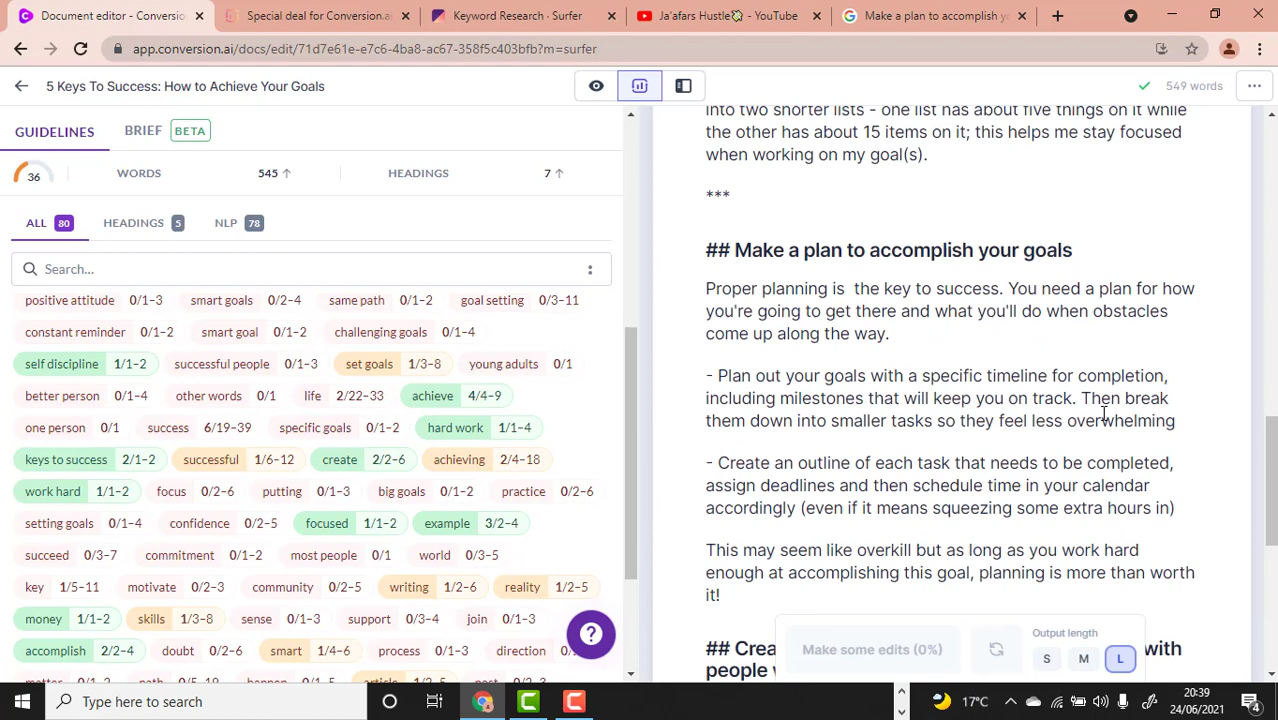 Document editor - Conversion
Special deal for Conversion.a
Keyword Research - Surfer
Ja'afars Hustle - YouTube
Make a plan to accomplish y
app.conversion.ai/docs/edit/71d7e61e-e7c6-4ba8-ac67-358f5c403bfb?m=surfer
5 Keys To Success: How to Achieve Your Goals
549 words
GUIDELINES
BRIEF BETA
36 WORDS 545 HEADINGS 7
ALL 80 HEADINGS 5 NLP 78
Search...
positive attitude 0/1–3 smart goals 0/2–4 same path 0/1–2 goal setting 0/3–11
constant reminder 0/1–2 smart goal 0/1–2 challenging goals 0/1–4
self discipline 1/1–2 successful people 0/1–3 set goals 1/3–8 young adults 0/1
better person 0/1–4 other words 0/1 life 2/22–33 achieve 4/4–9
one person 0/1 success 6/19–39 specific goals 0/1–2 hard work 1/1–4
keys to success 2/1–2 successful 1/6–12 create 2/2–6 achieving 2/4–18
work hard 1/1–2 focus 0/2–6 putting 0/1–3 big goals 0/1–2 practice 0/2–6
setting goals 0/1–4 confidence 0/2–5 focused 1/1–2 example 3/2–4
succeed 0/3–7 commitment 0/1–2 most people 0/1 world 0/3–5
key 1/5–11 motivate 0/2–3 community 0/2–5 writing 1/2–6 reality 1/2–5
money 1/1–2 skills 1/3–8 sense 0/1–3 support 0/3–4 join 0/1–3
accomplish 2/2–4 doubt 0/2–6 smart 1/4–6 process 0/1–3 direction
into two shorter lists - one list has about five things on it while
the other has about 15 items on it; this helps me stay focused
when working on my goal(s).
***
## Make a plan to accomplish your goals
Proper planning is  the key to success. You need a plan for how
you're going to get there and what you'll do when obstacles
come up along the way.
- Plan out your goals with a specific timeline for completion,
including milestones that will keep you on track. Then break
them down into smaller tasks so they feel less overwhelming
- Create an outline of each task that needs to be completed,
assign deadlines and then schedule time in your calendar
accordingly (even if it means squeezing some extra hours in)
This may seem like overkill but as long as you work hard
enough at accomplishing this goal, planning is more than worth
it!
## Crea
with
people
Make some edits (0%)
Output length
S M L
Type here to search
17°C
20:39
24/06/2021
4